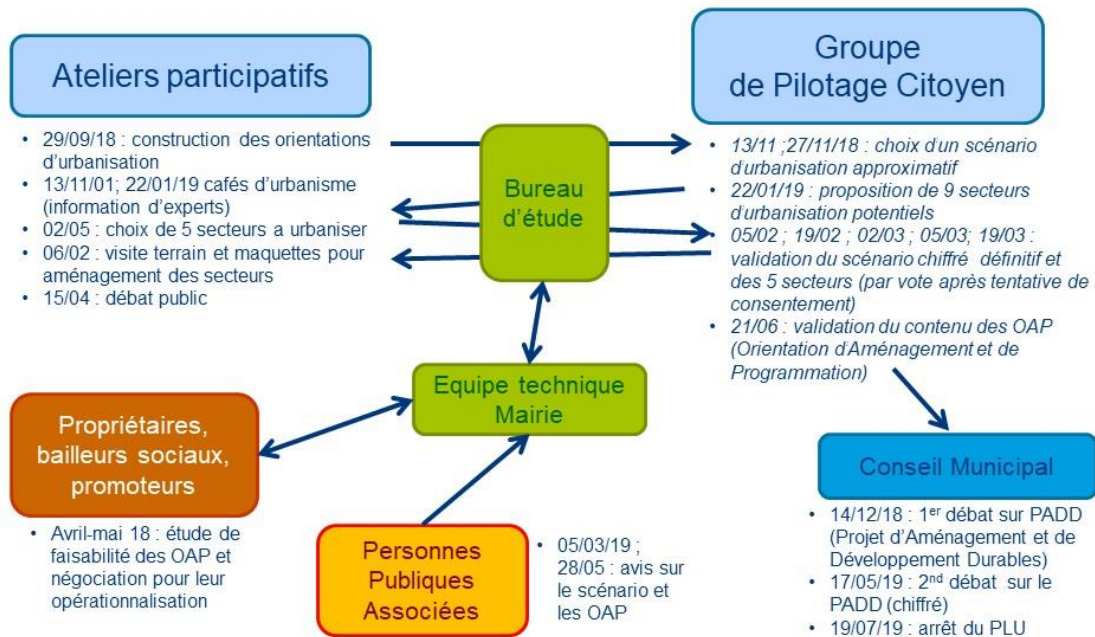 Ateliers participatifs
• 29/09/18 : construction des orientations
d'urbanisation
• 13/11/01; 22/01/19 cafés d'urbanisme
(information d'experts)
• 02/05 : choix de 5 secteurs a urbaniser
• 06/02 : visite terrain et maquettes pour
aménagement des secteurs
• 15/04 : débat public
Bureau
d'étude
Groupe
de Pilotage Citoyen
• 13/11 ;27/11/18 : choix d'un scénario
d'urbanisation approximatif
• 22/01/19 : proposition de 9 secteurs
d'urbanisation potentiels
• 05/02 ; 19/02 ; 02/03 ; 05/03; 19/03 :
validation du scénario chiffré définitif et
des 5 secteurs (par vote après tentative de
consentement)
• 21/06 : validation du contenu des OAP
(Orientation d'Aménagement et de
Programmation)
Equipe technique
Mairie
Propriétaires,
bailleurs sociaux,
promoteurs
• Avril-mai 18 : étude de
faisabilité des OAP et
négociation pour leur
opérationnalisation
Personnes
Publiques
Associées
• 05/03/19 ;
28/05 : avis sur
le scénario et
les OAP
Conseil Municipal
• 14/12/18 : 1er débat sur PADD
(Projet d'Aménagement et de
Développement Durables)
• 17/05/19 : 2nd débat sur le
PADD (chiffré)
• 19/07/19 : arrêt du PLU